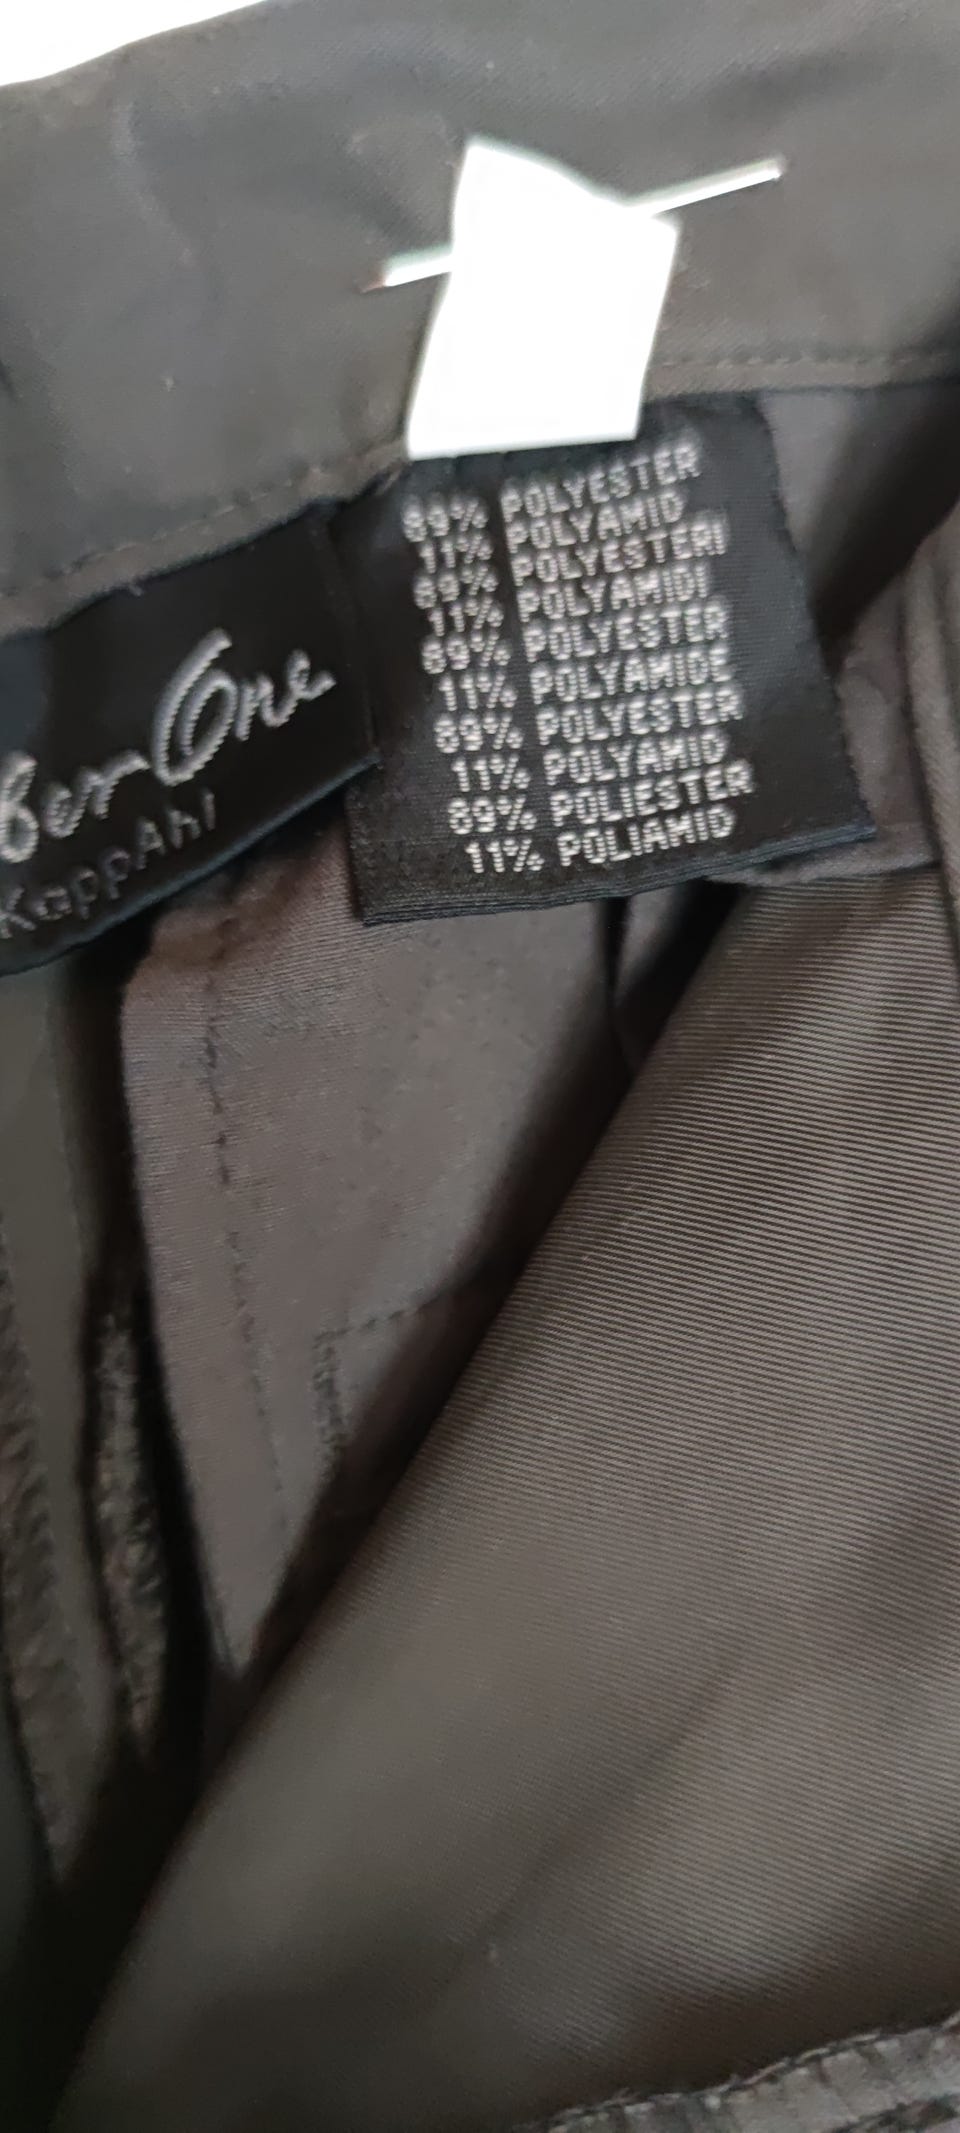 ber One
KappAhl
89% POLYESTER
11% POLYAMID
89% POLYESTERI
11% POLYAMIDI
89% POLYESTER
11% POLYAMIDE
89% POLYESTER
11% POLYAMID
89% POLIESTER
11% POLIAMID